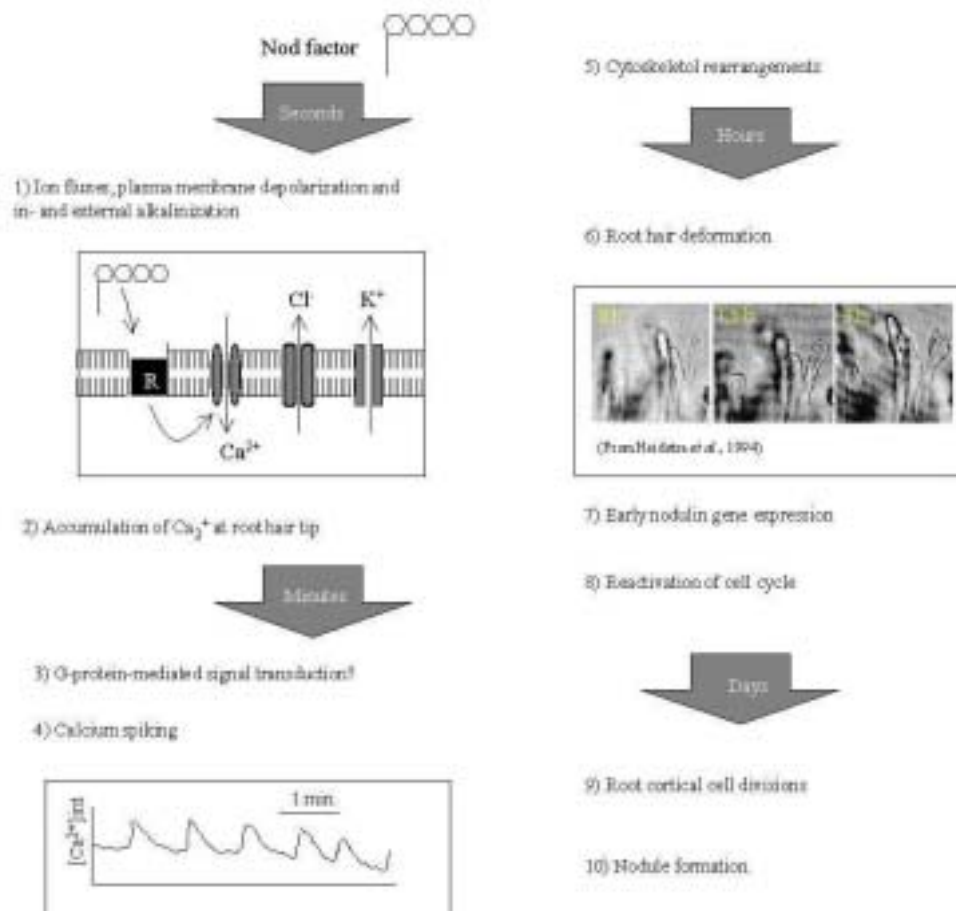 Nod factor
Seconds
1) Ion fluxes, plasma membrane depolarization and
in- and external alkalinization
Cl⁻
K⁺
R
Ca²⁺
2) Accumulation of Ca₂⁺ at root hair tip
Minutes
3) G-protein-mediated signal transduction?
4) Calcium spiking
[Ca²⁺]int
1 min.
5) Cytoskeletol rearrangements
Hours
6) Root hair deformation
(From et al., 1994)
7) Early nodulin gene expression
8) Reactivation of cell cycle
Days
9) Root cortical cell divisions
10) Nodule formation.